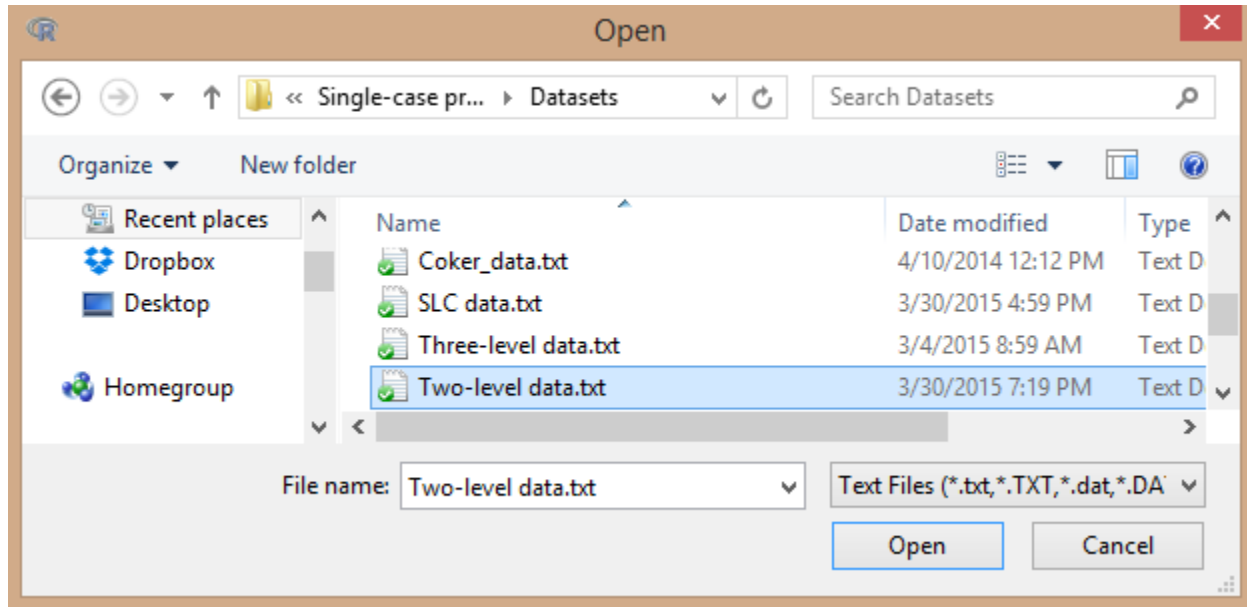 Open
« Single-case pr... Datasets Search Datasets
Organize New folder
Name Date modified Type
Recent places
Dropbox
Desktop
Homegroup
Coker_data.txt 4/10/2014 12:12 PM Text D
SLC data.txt 3/30/2015 4:59 PM Text D
Three-level data.txt 3/4/2015 8:59 AM Text D
Two-level data.txt 3/30/2015 7:19 PM Text D
File name: Two-level data.txt Text Files (*.txt,*.TXT,*.dat,*.DA
Open Cancel